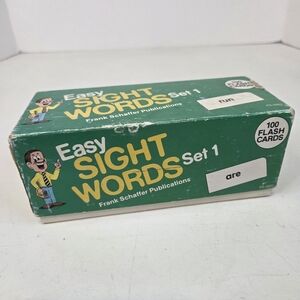 Easy
SIGHT
WORDS Set 1
Frank Schaffer Publications
run
Easy
SIGHT
WORDS Set 1
Frank Schaffer Publications
100
FLASH
CARDS
are